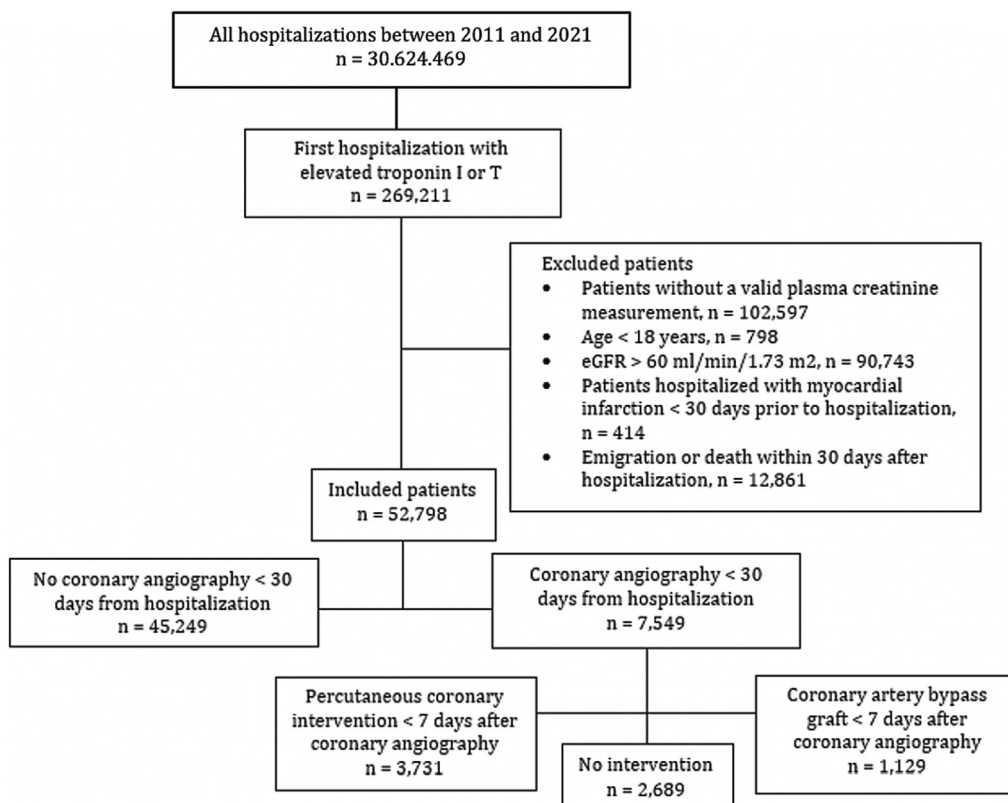 All hospitalizations between 2011 and 2021
n = 30.624.469
First hospitalization with
elevated troponin I or T
n = 269,211
Excluded patients
• Patients without a valid plasma creatinine
measurement, n = 102,597
• Age < 18 years, n = 798
• eGFR > 60 ml/min/1.73 m2, n = 90,743
• Patients hospitalized with myocardial
infarction < 30 days prior to hospitalization,
n = 414
• Emigration or death within 30 days after
hospitalization, n = 12,861
Included patients
n = 52,798
No coronary angiography < 30
days from hospitalization
n = 45,249
Coronary angiography < 30
days from hospitalization
n = 7,549
Percutaneous coronary
intervention < 7 days after
coronary angiography
n = 3,731
No intervention
n = 2,689
Coronary artery bypass
graft < 7 days after
coronary angiography
n = 1,129